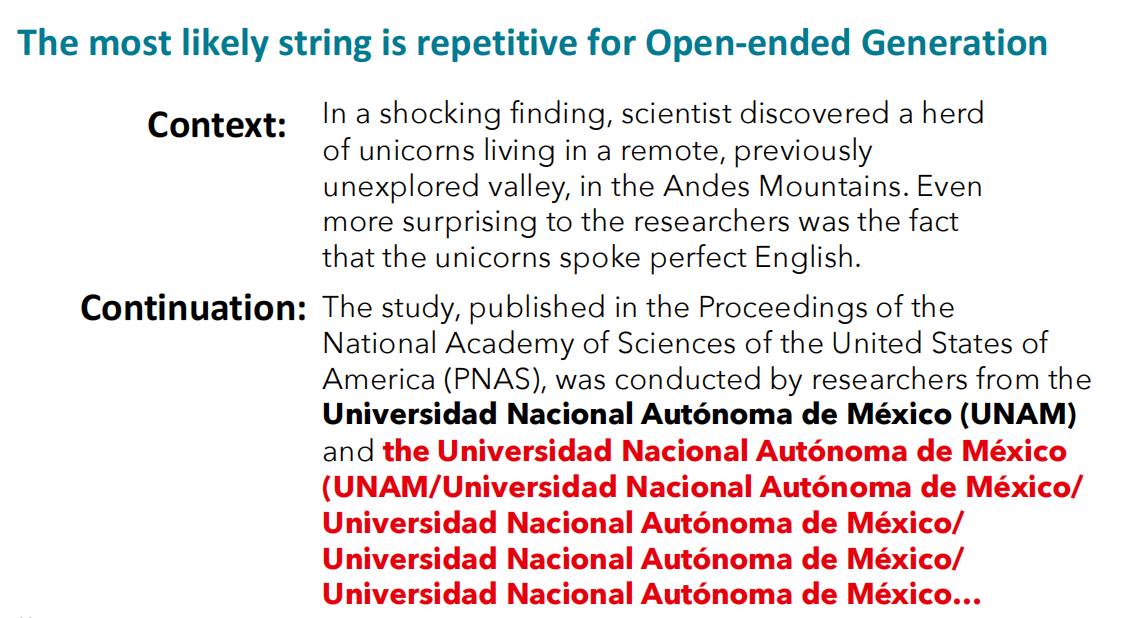 The most likely string is repetitive for Open-ended Generation
Context:
In a shocking finding, scientist discovered a herd
of unicorns living in a remote, previously
unexplored valley, in the Andes Mountains. Even
more surprising to the researchers was the fact
that the unicorns spoke perfect English.
Continuation:
The study, published in the Proceedings of the
National Academy of Sciences of the United States of
America (PNAS), was conducted by researchers from the
Universidad Nacional Autónoma de México (UNAM)
and the Universidad Nacional Autónoma de México
(UNAM/Universidad Nacional Autónoma de México/
Universidad Nacional Autónoma de México/
Universidad Nacional Autónoma de México/
Universidad Nacional Autónoma de México...